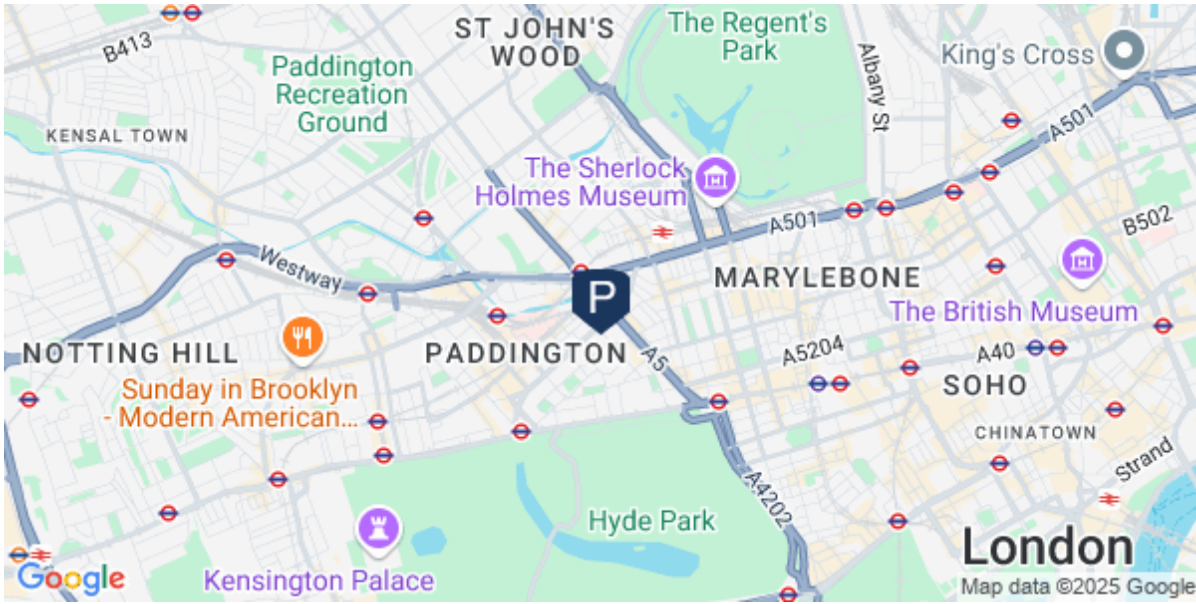 B413
ST JOHN'S
WOOD
The Regent's
Park
Albany St
King's Cross
Paddington
Recreation
Ground
KENSAL TOWN
A501
The Sherlock
Holmes Museum
A501
B502
Westway
MARYLEBONE
The British Museum
P
NOTTING HILL
PADDINGTON
A5
A5204
A40
SOHO
Sunday in Brooklyn
- Modern American...
CHINATOWN
Strand
A4202
Hyde Park
London
Kensington Palace
Google
Map data ©2025 Google